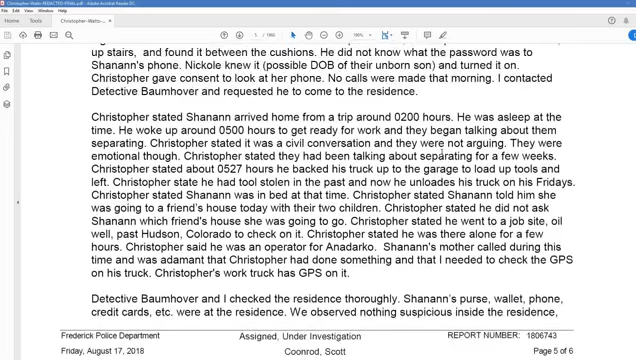 Christopher-Watts-REDACTED-FINAL.pdf - Adobe Acrobat Reader DC
File Edit View Window Help
Home Tools Christopher-Watts-... ×
5 / 1960
190%
up stairs, and found it between the cushions. He did not know what the password was to
Shanann's phone. Nickole knew it (possible DOB of their unborn son) and turned it on.
Christopher gave consent to look at her phone. No calls were made that morning. I contacted
Detective Baumhover and requested he to come to the residence.
Christopher stated Shanann arrived home from a trip around 0200 hours. He was asleep at the
time. He woke up around 0500 hours to get ready for work and they began talking about them
separating. Christopher stated it was a civil conversation and they were not arguing. They were
emotional though. Christopher stated they had been talking about separating for a few weeks.
Christopher stated about 0527 hours he backed his truck up to the garage to load up tools and
left. Christopher state he had tool stolen in the past and now he unloades his truck on his Fridays.
Christopher stated Shanann was in bed at that time. Christopher stated Shanann told him she
was going to a friend's house today with their two children. Christopher stated he did not ask
Shanann which friend's house she was going to go. Christopher stated he went to a job site, oil
well, past Hudson, Colorado to check on it. Christopher stated he was there alone for a few
hours. Christopher said he was an operator for Anadarko. Shanann's mother called during this
time and was adamant that Christopher had done something and that I needed to check the GPS
on his truck. Christopher's work truck has GPS on it.
Detective Baumhover and I checked the residence thoroughly. Shanann's purse, wallet, phone,
credit cards, etc. were at the residence. We observed nothing suspicious inside the residence,
Frederick Police Department Assigned, Under Investigation REPORT NUMBER: 1806743
Friday, August 17, 2018 Coonrod, Scott Page 5 of 6